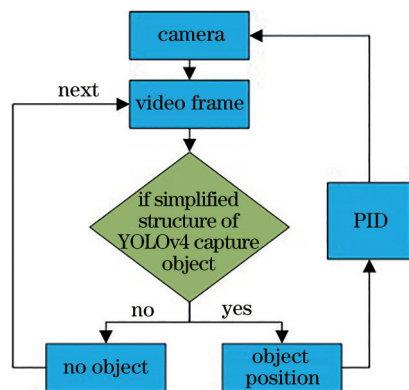 camera
next
video frame
if simplified
structure of
YOLOv4 capture
object
PID
no
yes
no object
object
position